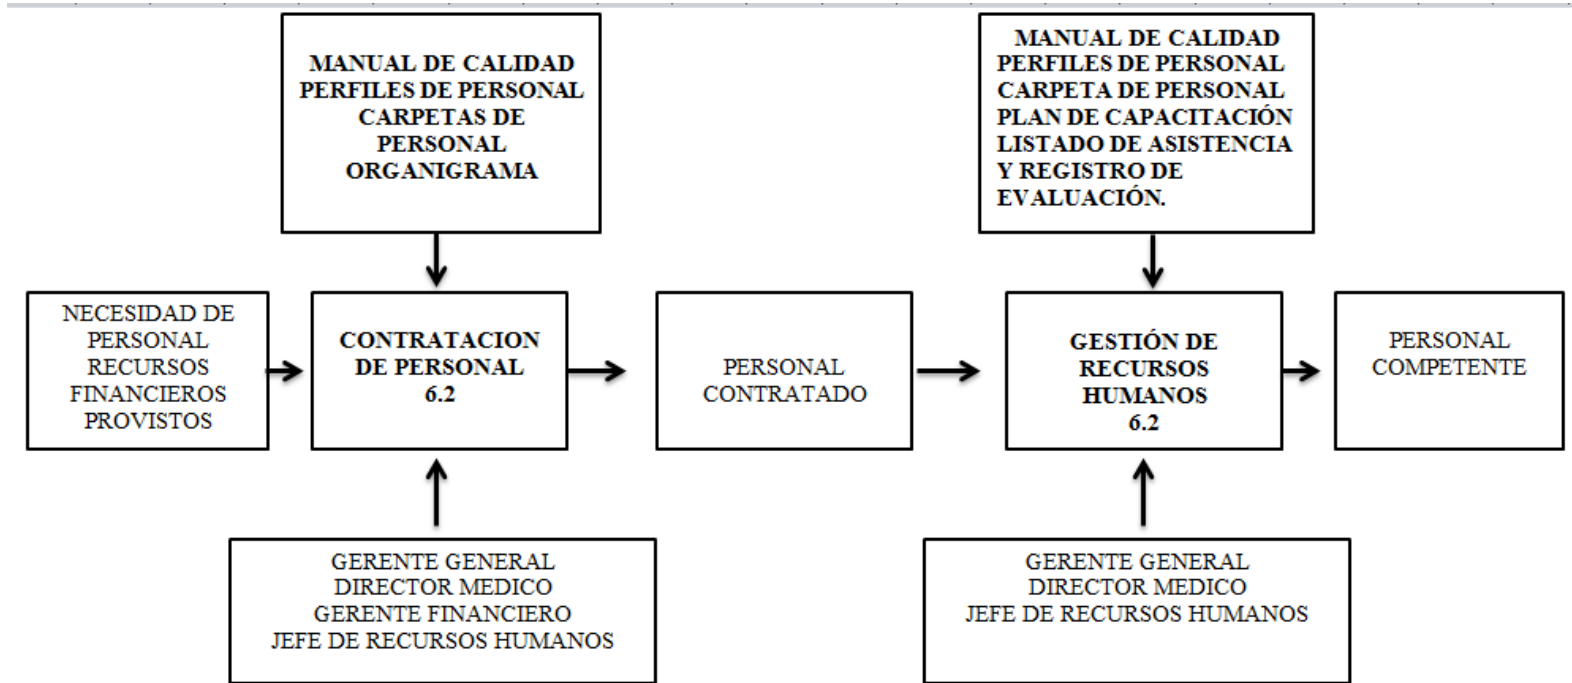 MANUAL DE CALIDAD
PERFILES DE PERSONAL
CARPETAS DE
PERSONAL
ORGANIGRAMA
MANUAL DE CALIDAD
PERFILES DE PERSONAL
CARPETA DE PERSONAL
PLAN DE CAPACITACIÓN
LISTADO DE ASISTENCIA
Y REGISTRO DE
EVALUACIÓN.
NECESIDAD DE
PERSONAL
RECURSOS
FINANCIEROS
PROVISTOS
CONTRATACION
DE PERSONAL
6.2
PERSONAL
CONTRATADO
GESTIÓN DE
RECURSOS
HUMANOS
6.2
PERSONAL
COMPETENTE
GERENTE GENERAL
DIRECTOR MEDICO
GERENTE FINANCIERO
JEFE DE RECURSOS HUMANOS
GERENTE GENERAL
DIRECTOR MEDICO
JEFE DE RECURSOS HUMANOS